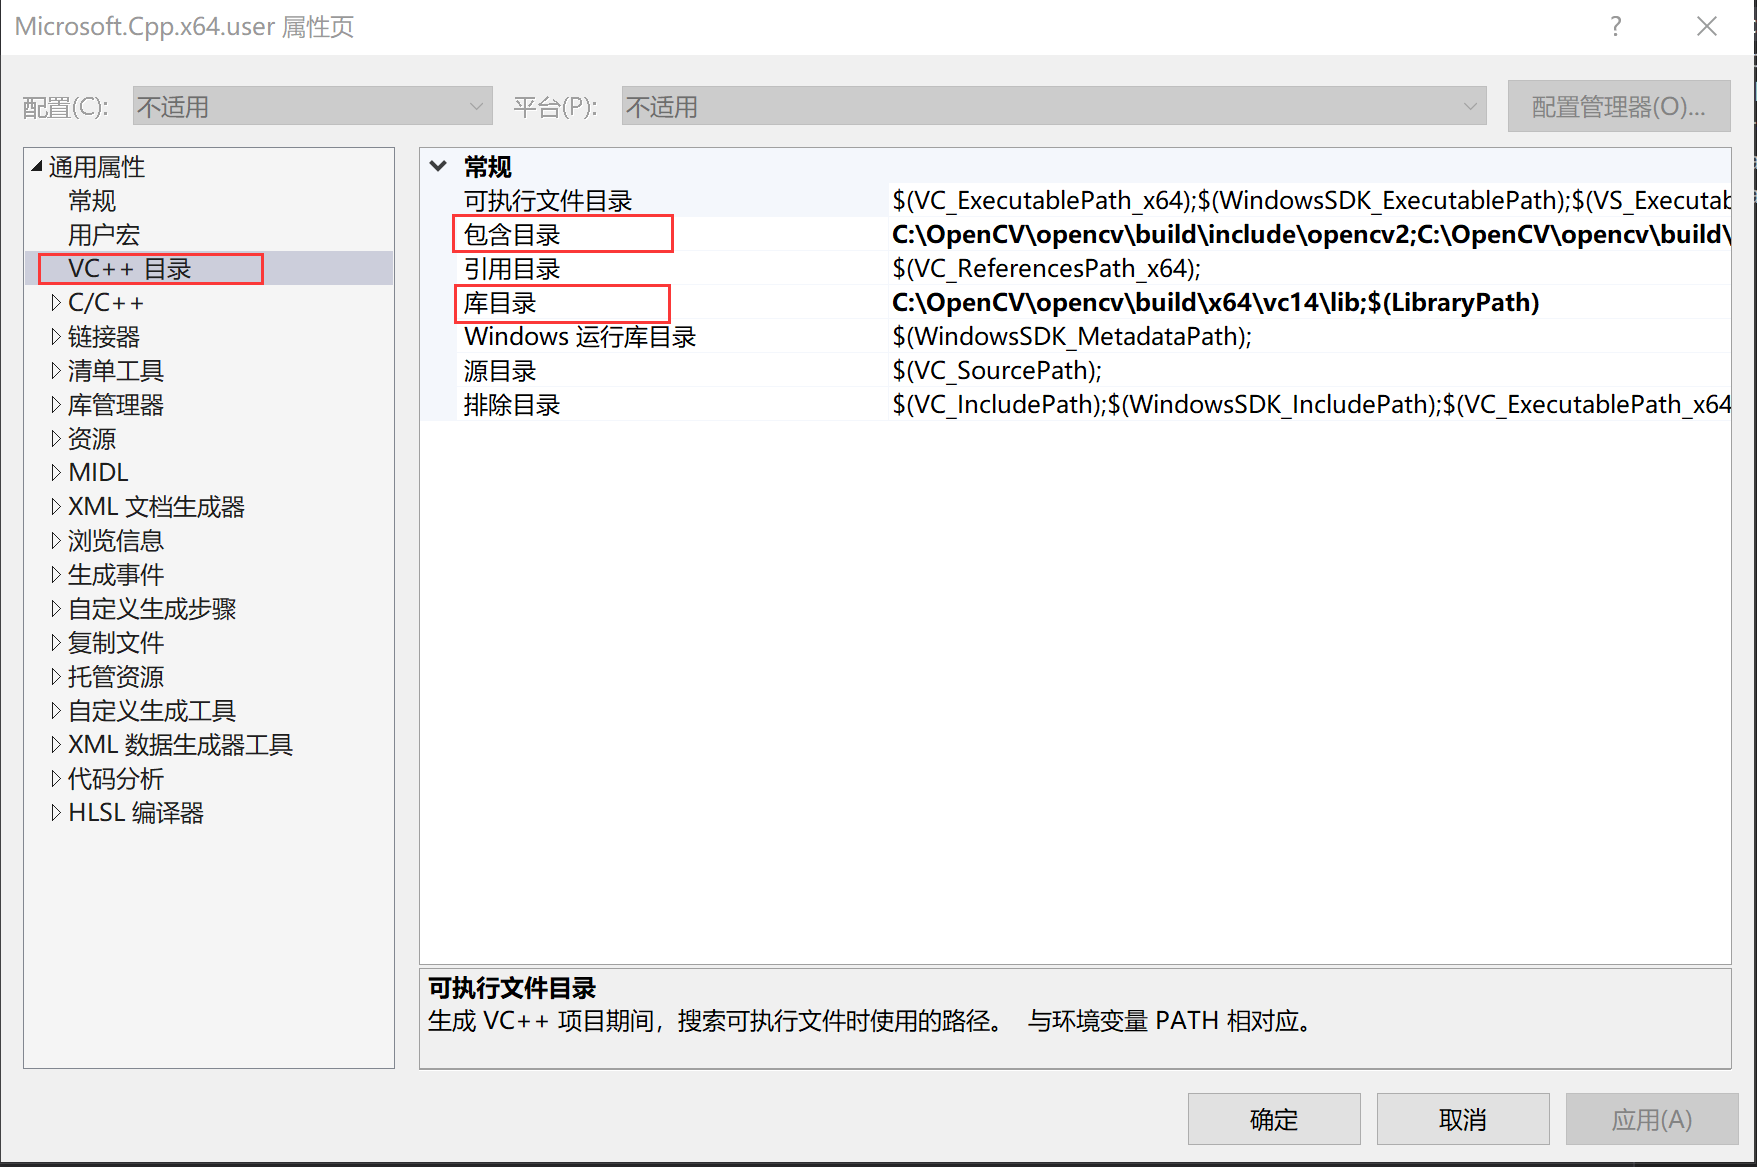 Microsoft.Cpp.x64.user 属性页
?
配置(C): 不适用 平台(P): 不适用 配置管理器(O)...
通用属性
常规
用户宏
VC++ 目录
C/C++
链接器
清单工具
库管理器
资源
MIDL
XML 文档生成器
浏览信息
生成事件
自定义生成步骤
复制文件
托管资源
自定义生成工具
XML 数据生成器工具
代码分析
HLSL 编译器
常规
可执行文件目录 $(VC_ExecutablePath_x64);$(WindowsSDK_ExecutablePath);$(VS_Executab
包含目录 C:\OpenCV\opencv\build\include\opencv2;C:\OpenCV\opencv\build\
引用目录 $(VC_ReferencesPath_x64);
库目录 C:\OpenCV\opencv\build\x64\vc14\lib;$(LibraryPath)
Windows 运行库目录 $(WindowsSDK_MetadataPath);
源目录 $(VC_SourcePath);
排除目录 $(VC_IncludePath);$(WindowsSDK_IncludePath);$(VC_ExecutablePath_x64
可执行文件目录
生成 VC++ 项目期间，搜索可执行文件时使用的路径。 与环境变量 PATH 相对应。
确定 取消 应用(A)